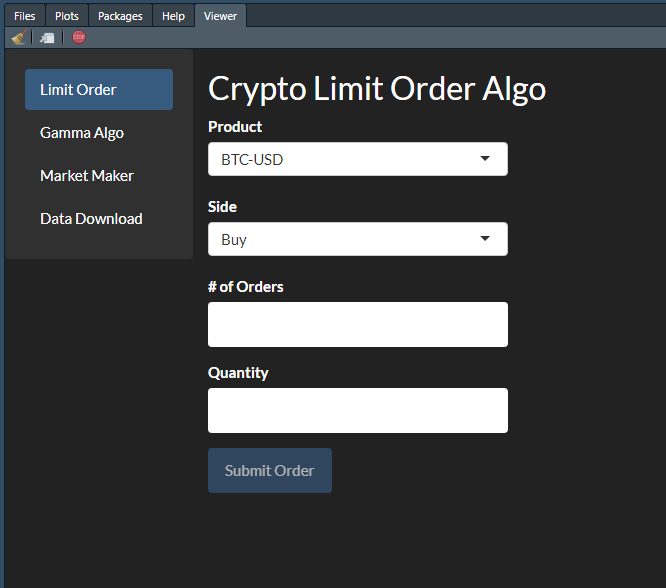 Files Plots Packages Help Viewer
STOP
Limit Order
Gamma Algo
Market Maker
Data Download
Crypto Limit Order Algo
Product
BTC-USD
Side
Buy
# of Orders
Quantity
Submit Order